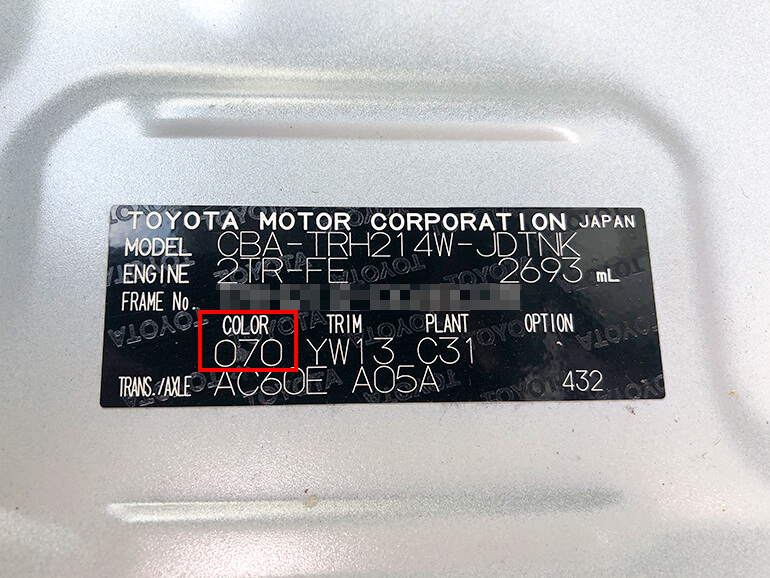 TOYOTA MOTOR CORPORATION JAPAN
MODEL CBA-TRH214W-JDTNK
ENGINE 2TR-FE 2693 mL
FRAME No.
COLOR TRIM PLANT OPTION
070 YW13 C31
TRANS./AXLE AC60E A05A 432